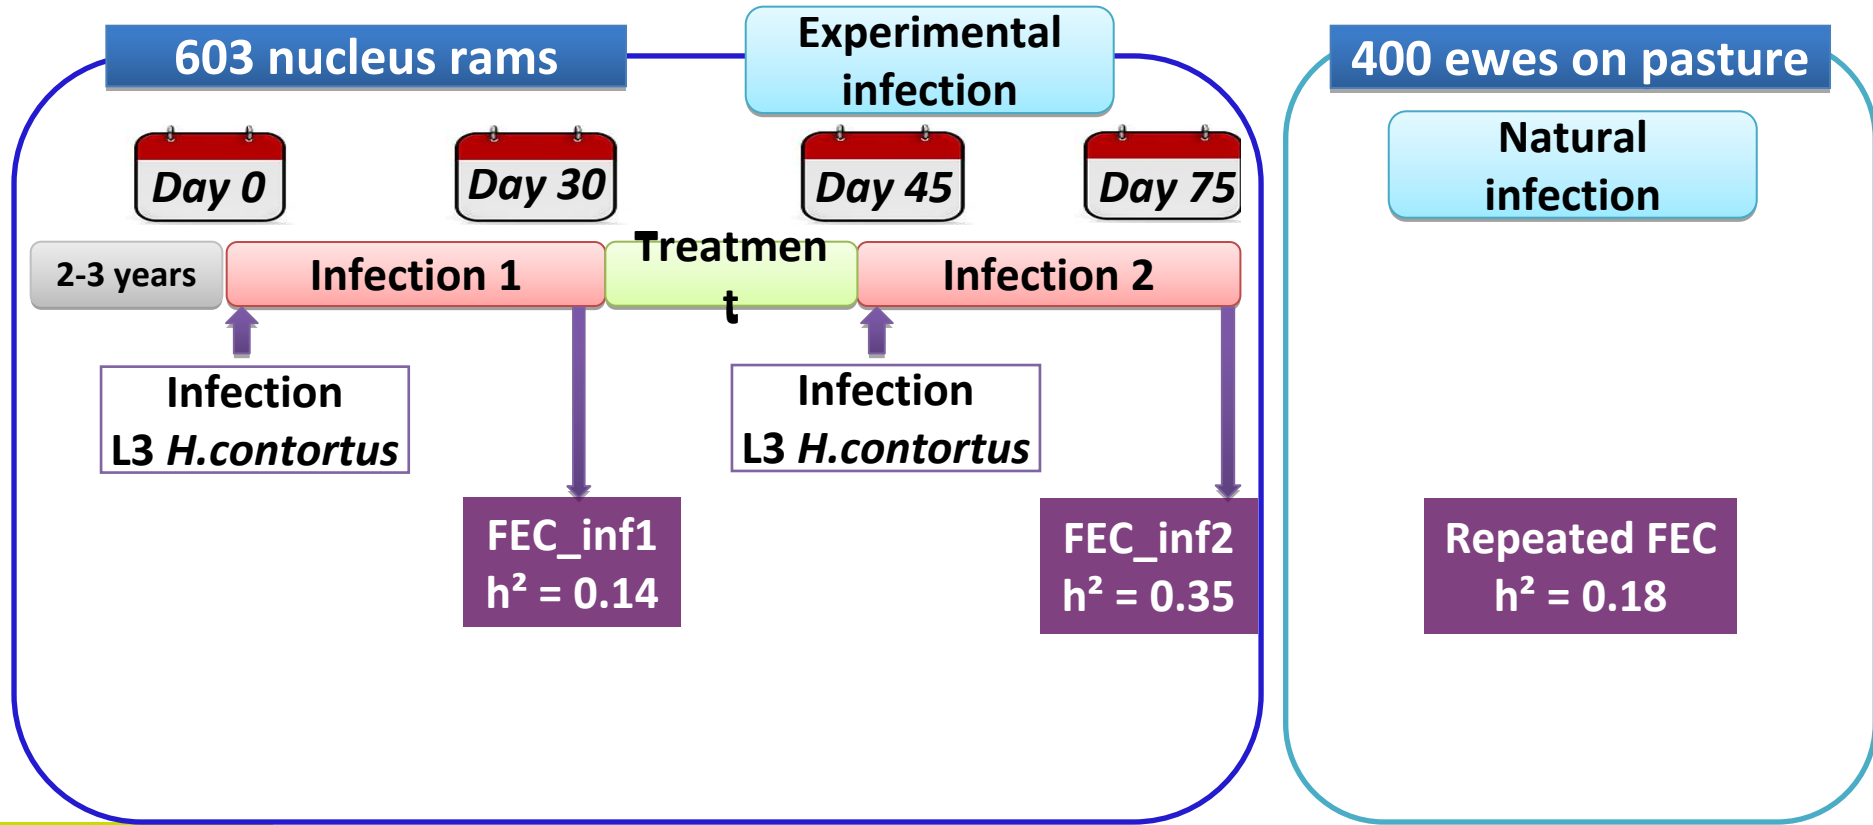 603 nucleus rams
Experimental
infection
400 ewes on pasture
Natural
infection
Day 0
Day 30
Day 45
Day 75
2-3 years
Infection 1
Treatmen
t
Infection 2
Infection
L3 H.contortus
Infection
L3 H.contortus
FEC_inf1
h² = 0.14
FEC_inf2
h² = 0.35
Repeated FEC
h² = 0.18